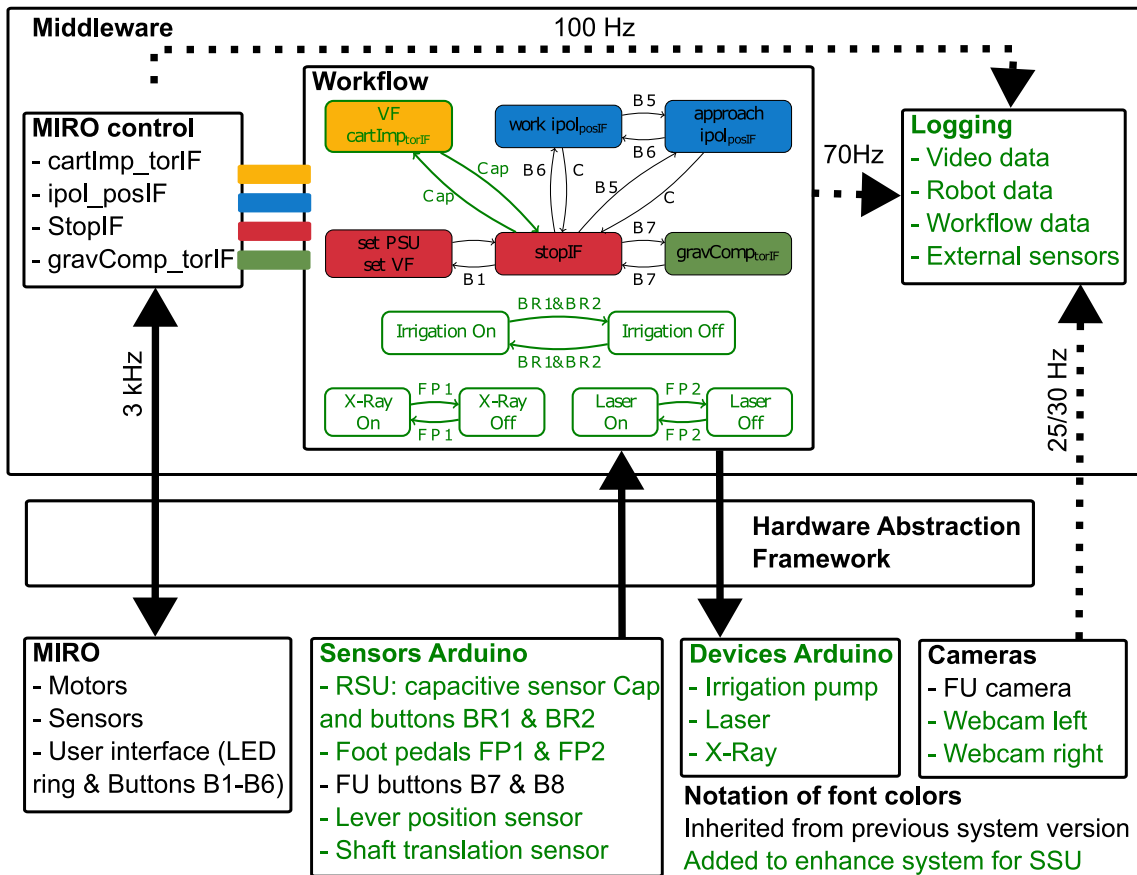 Middleware
100 Hz
MIRO control
- cartImp_torIF
- ipol_posIF
- StopIF
- gravComp_torIF
Workflow
VF
cartImp_torIF
work ipol_posIF
approach
ipol_posIF
B5
B6
Cap
Cap
B6
C
B5
C
set PSU
set VF
B1
stopIF
B7
B7
gravComp_torIF
BR1&BR2
Irrigation On
Irrigation Off
BR1&BR2
X-Ray
On
FP1
FP1
X-Ray
Off
Laser
On
FP2
FP2
Laser
Off
70Hz
Logging
- Video data
- Robot data
- Workflow data
- External sensors
3 kHz
25/30 Hz
Hardware Abstraction
Framework
MIRO
- Motors
- Sensors
- User interface (LED
ring & Buttons B1-B6)
Sensors Arduino
- RSU: capacitive sensor Cap
and buttons BR1 & BR2
- Foot pedals FP1 & FP2
- FU buttons B7 & B8
- Lever position sensor
- Shaft translation sensor
Devices Arduino
- Irrigation pump
- Laser
- X-Ray
Cameras
- FU camera
- Webcam left
- Webcam right
Notation of font colors
Inherited from previous system version
Added to enhance system for SSU